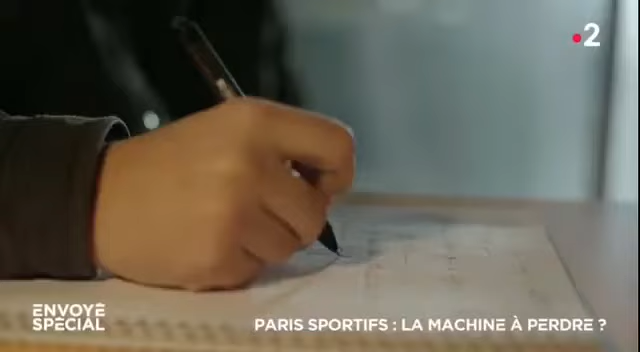 2
ENVOYÉ
SPÉCIAL
PARIS SPORTIFS : LA MACHINE À PERDRE ?